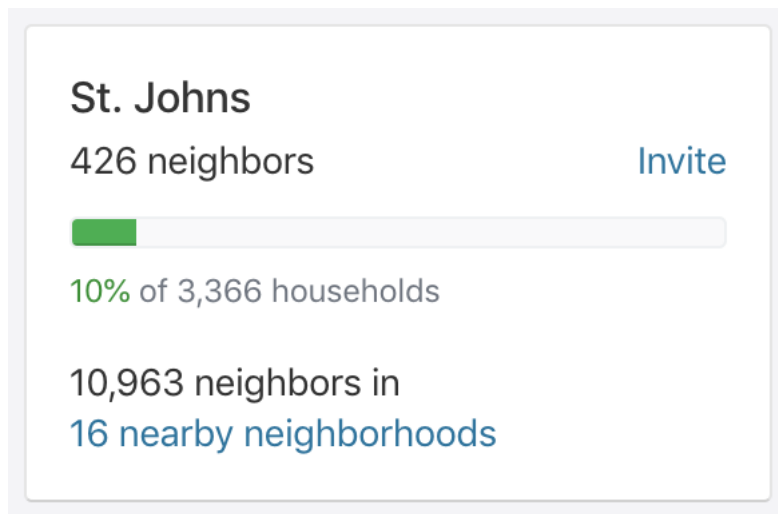 St. Johns
426 neighbors Invite
10% of 3,366 households
10,963 neighbors in
16 nearby neighborhoods